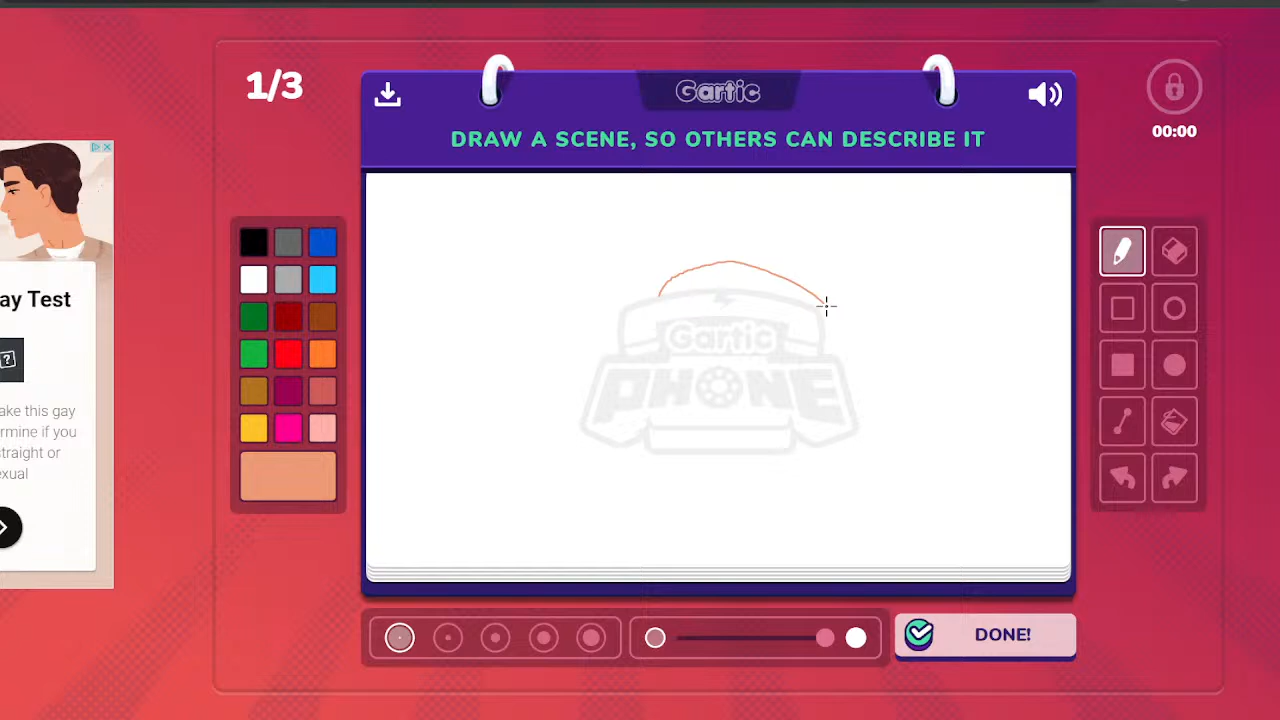 1/3
Gartic
00:00
DRAW A SCENE, SO OTHERS CAN DESCRIBE IT
ay Test
?
ake this gay
rmine if you
straight or
exual
Gartic
PHONE
DONE!